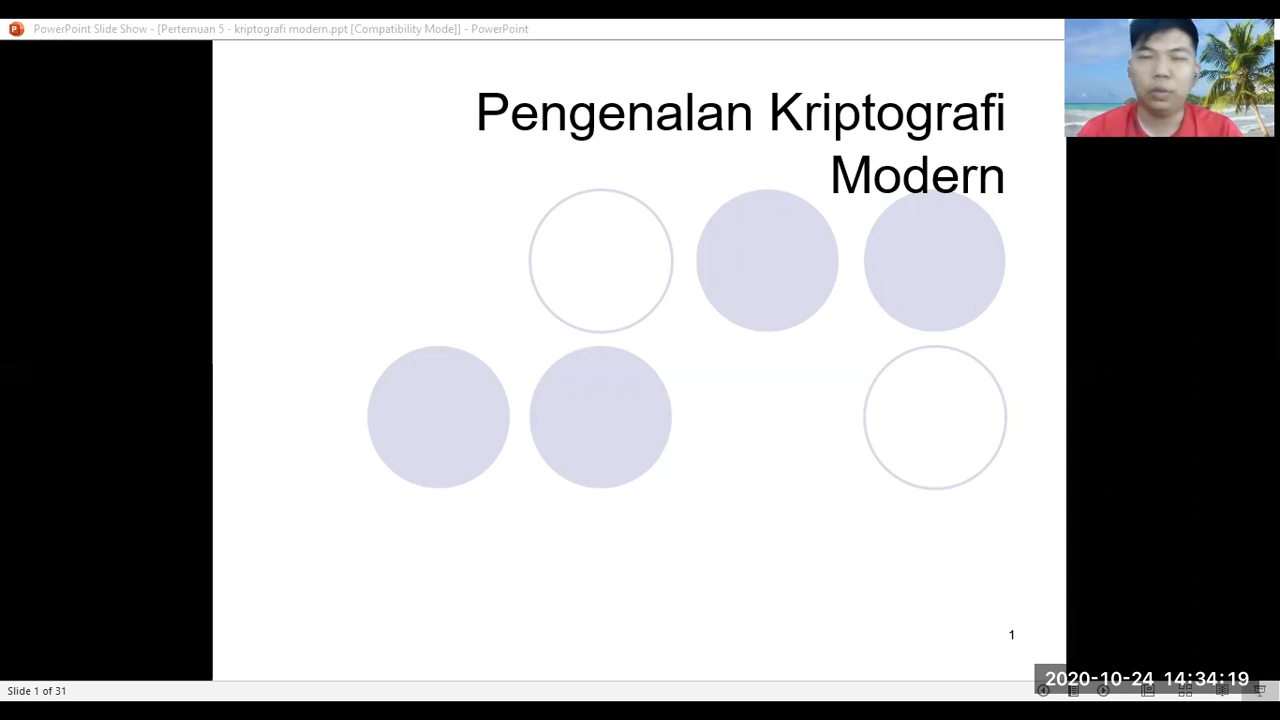 PowerPoint Slide Show - [Pertemuan 5 - kriptografi modern.ppt [Compatibility Mode]] - PowerPoint
Pengenalan Kriptografi
Modern
1
2020-10-24 14:34:19
Slide 1 of 31